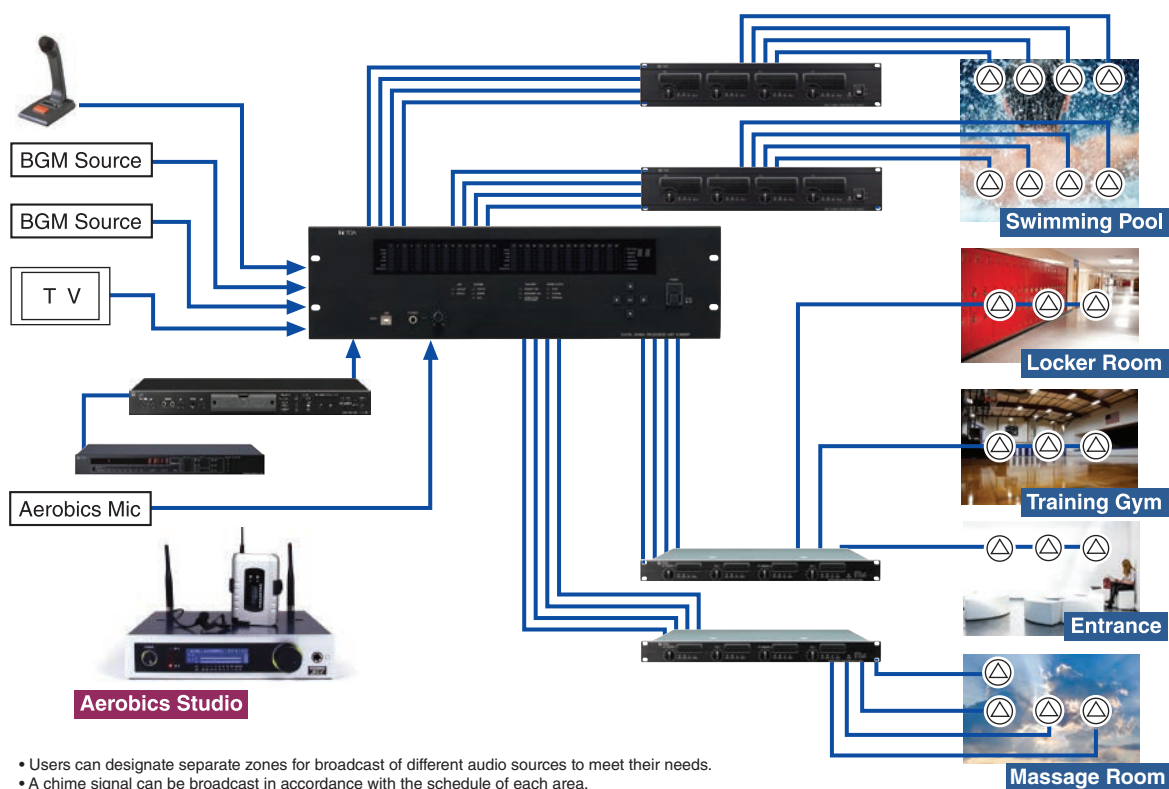 BGM Source
BGM Source
T V
TOA
Aerobics Mic
Aerobics Studio
Swimming Pool
Locker Room
Training Gym
Entrance
Massage Room
• Users can designate separate zones for broadcast of different audio sources to meet their needs.
• A chime signal can be broadcast in accordance with the schedule of each area.